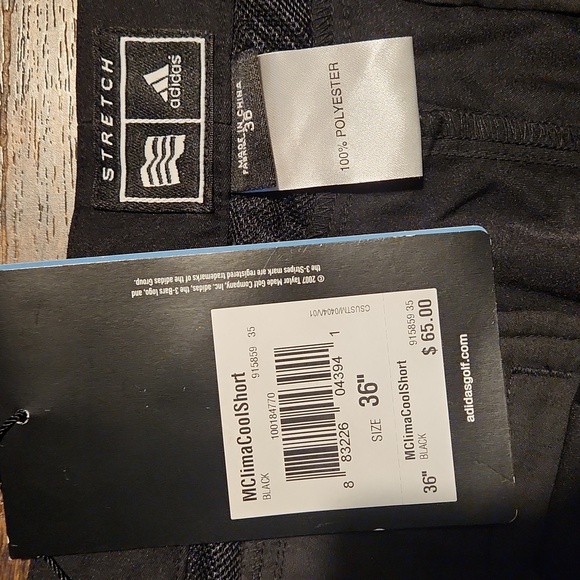 STRETCH
adidas
MADE IN CHINA
36
100% POLYESTER
© 2007 Taylor Made Golf Company, Inc. adidas, the 3-Bars logo, and
the 3-Stripes mark are registered trademarks of the adidas Group.
CSUSTM/0404/V01
MClimaCoolShort
BLACK
915859 35
100184770
8 83226 04394 1
SIZE 36"
MClimaCoolShort
36" BLACK
915859 35
$ 65.00
adidasgolf.com